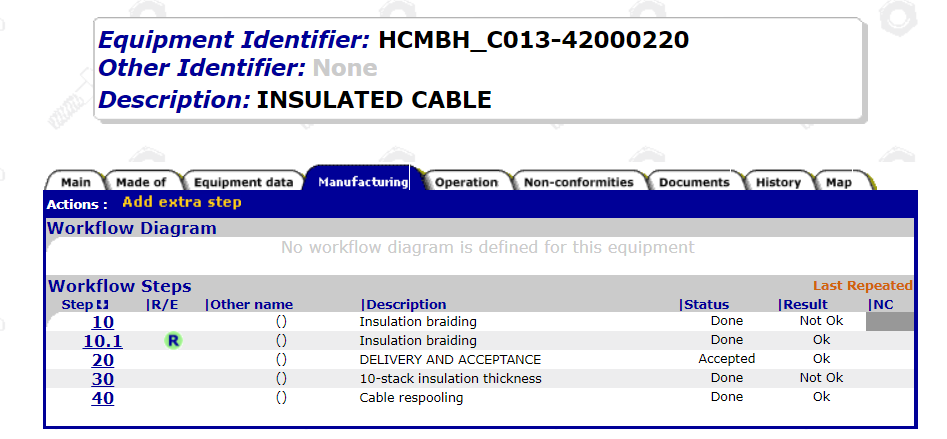 Equipment Identifier: HCMBH_C013-42000220
Other Identifier: None
Description: INSULATED CABLE
Main Made of Equipment data Manufacturing Operation Non-conformities Documents History Map
Actions : Add extra step
Workflow Diagram
No workflow diagram is defined for this equipment
Workflow Steps Last Repeated
Step |R/E |Other name |Description |Status |Result |NC
10 () Insulation braiding Done Not Ok
10.1 R () Insulation braiding Done Ok
20 () DELIVERY AND ACCEPTANCE Accepted Ok
30 () 10-stack insulation thickness Done Not Ok
40 () Cable respooling Done Ok